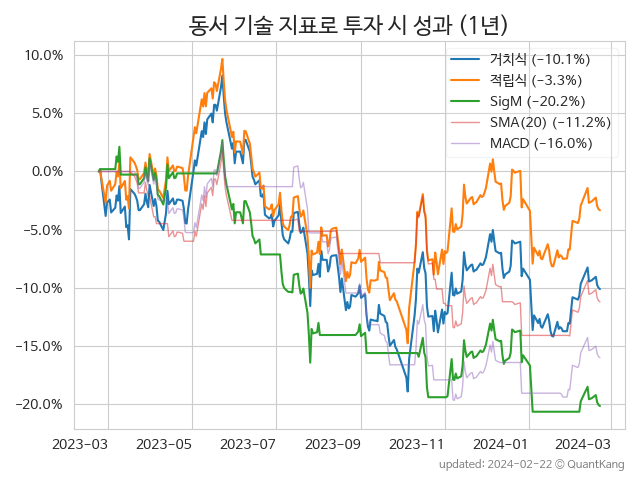 동서 기술 지표로 투자 시 성과 (1년)
10.0%
5.0%
0.0%
−5.0%
−10.0%
−15.0%
−20.0%
거치식 (−10.1%)
적립식 (−3.3%)
SigM (−20.2%)
SMA(20) (−11.2%)
MACD (−16.0%)
2023-03
2023-05
2023-07
2023-09
2023-11
2024-01
2024-03
updated: 2024-02-22 © QuantKang